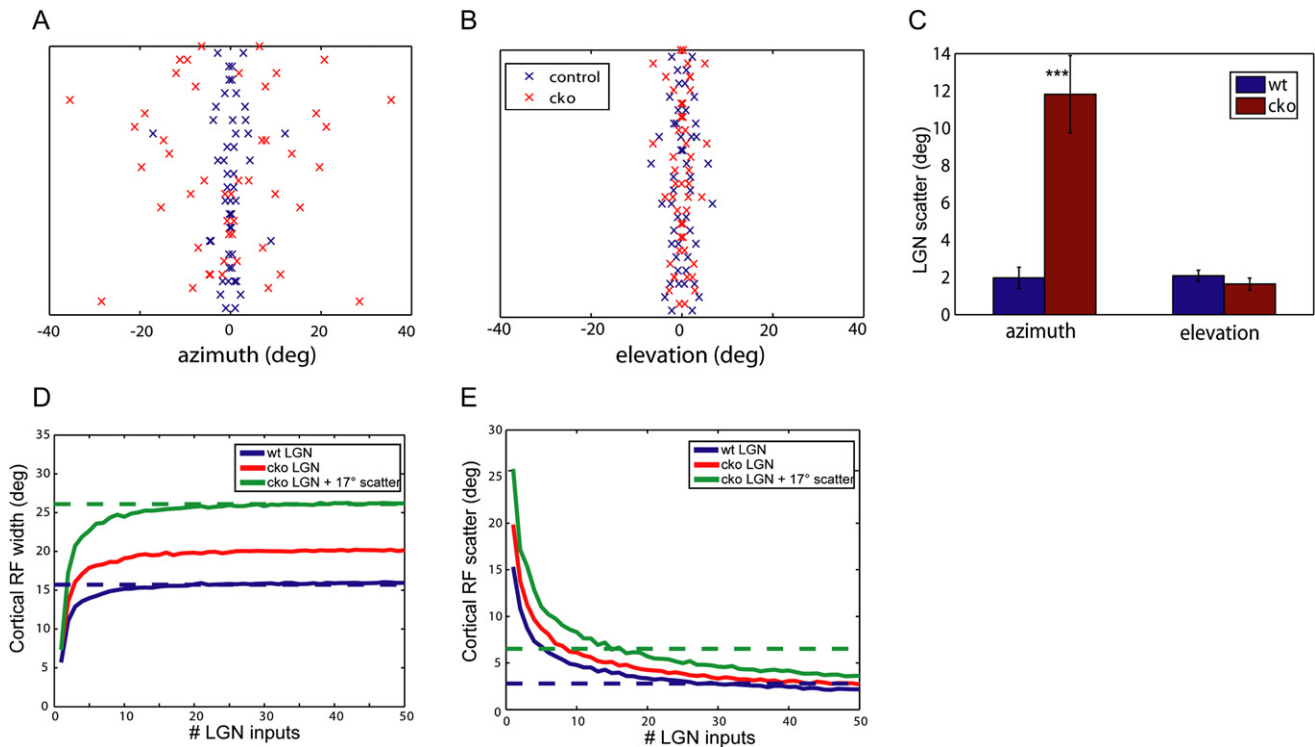 A
-40
-20
0
20
40
azimuth (deg)
B
control
cko
-40
-20
0
20
40
elevation (deg)
C
LGN scatter (deg)
14
12
10
8
6
4
2
0
***
wt
cko
azimuth
elevation
D
Cortical RF width (deg)
35
30
25
20
15
10
5
0
wt LGN
cko LGN
cko LGN + 17° scatter
0
10
20
30
40
50
# LGN inputs
E
Cortical RF scatter (deg)
30
25
20
15
10
5
0
wt LGN
cko LGN
cko LGN + 17° scatter
0
10
20
30
40
50
# LGN inputs